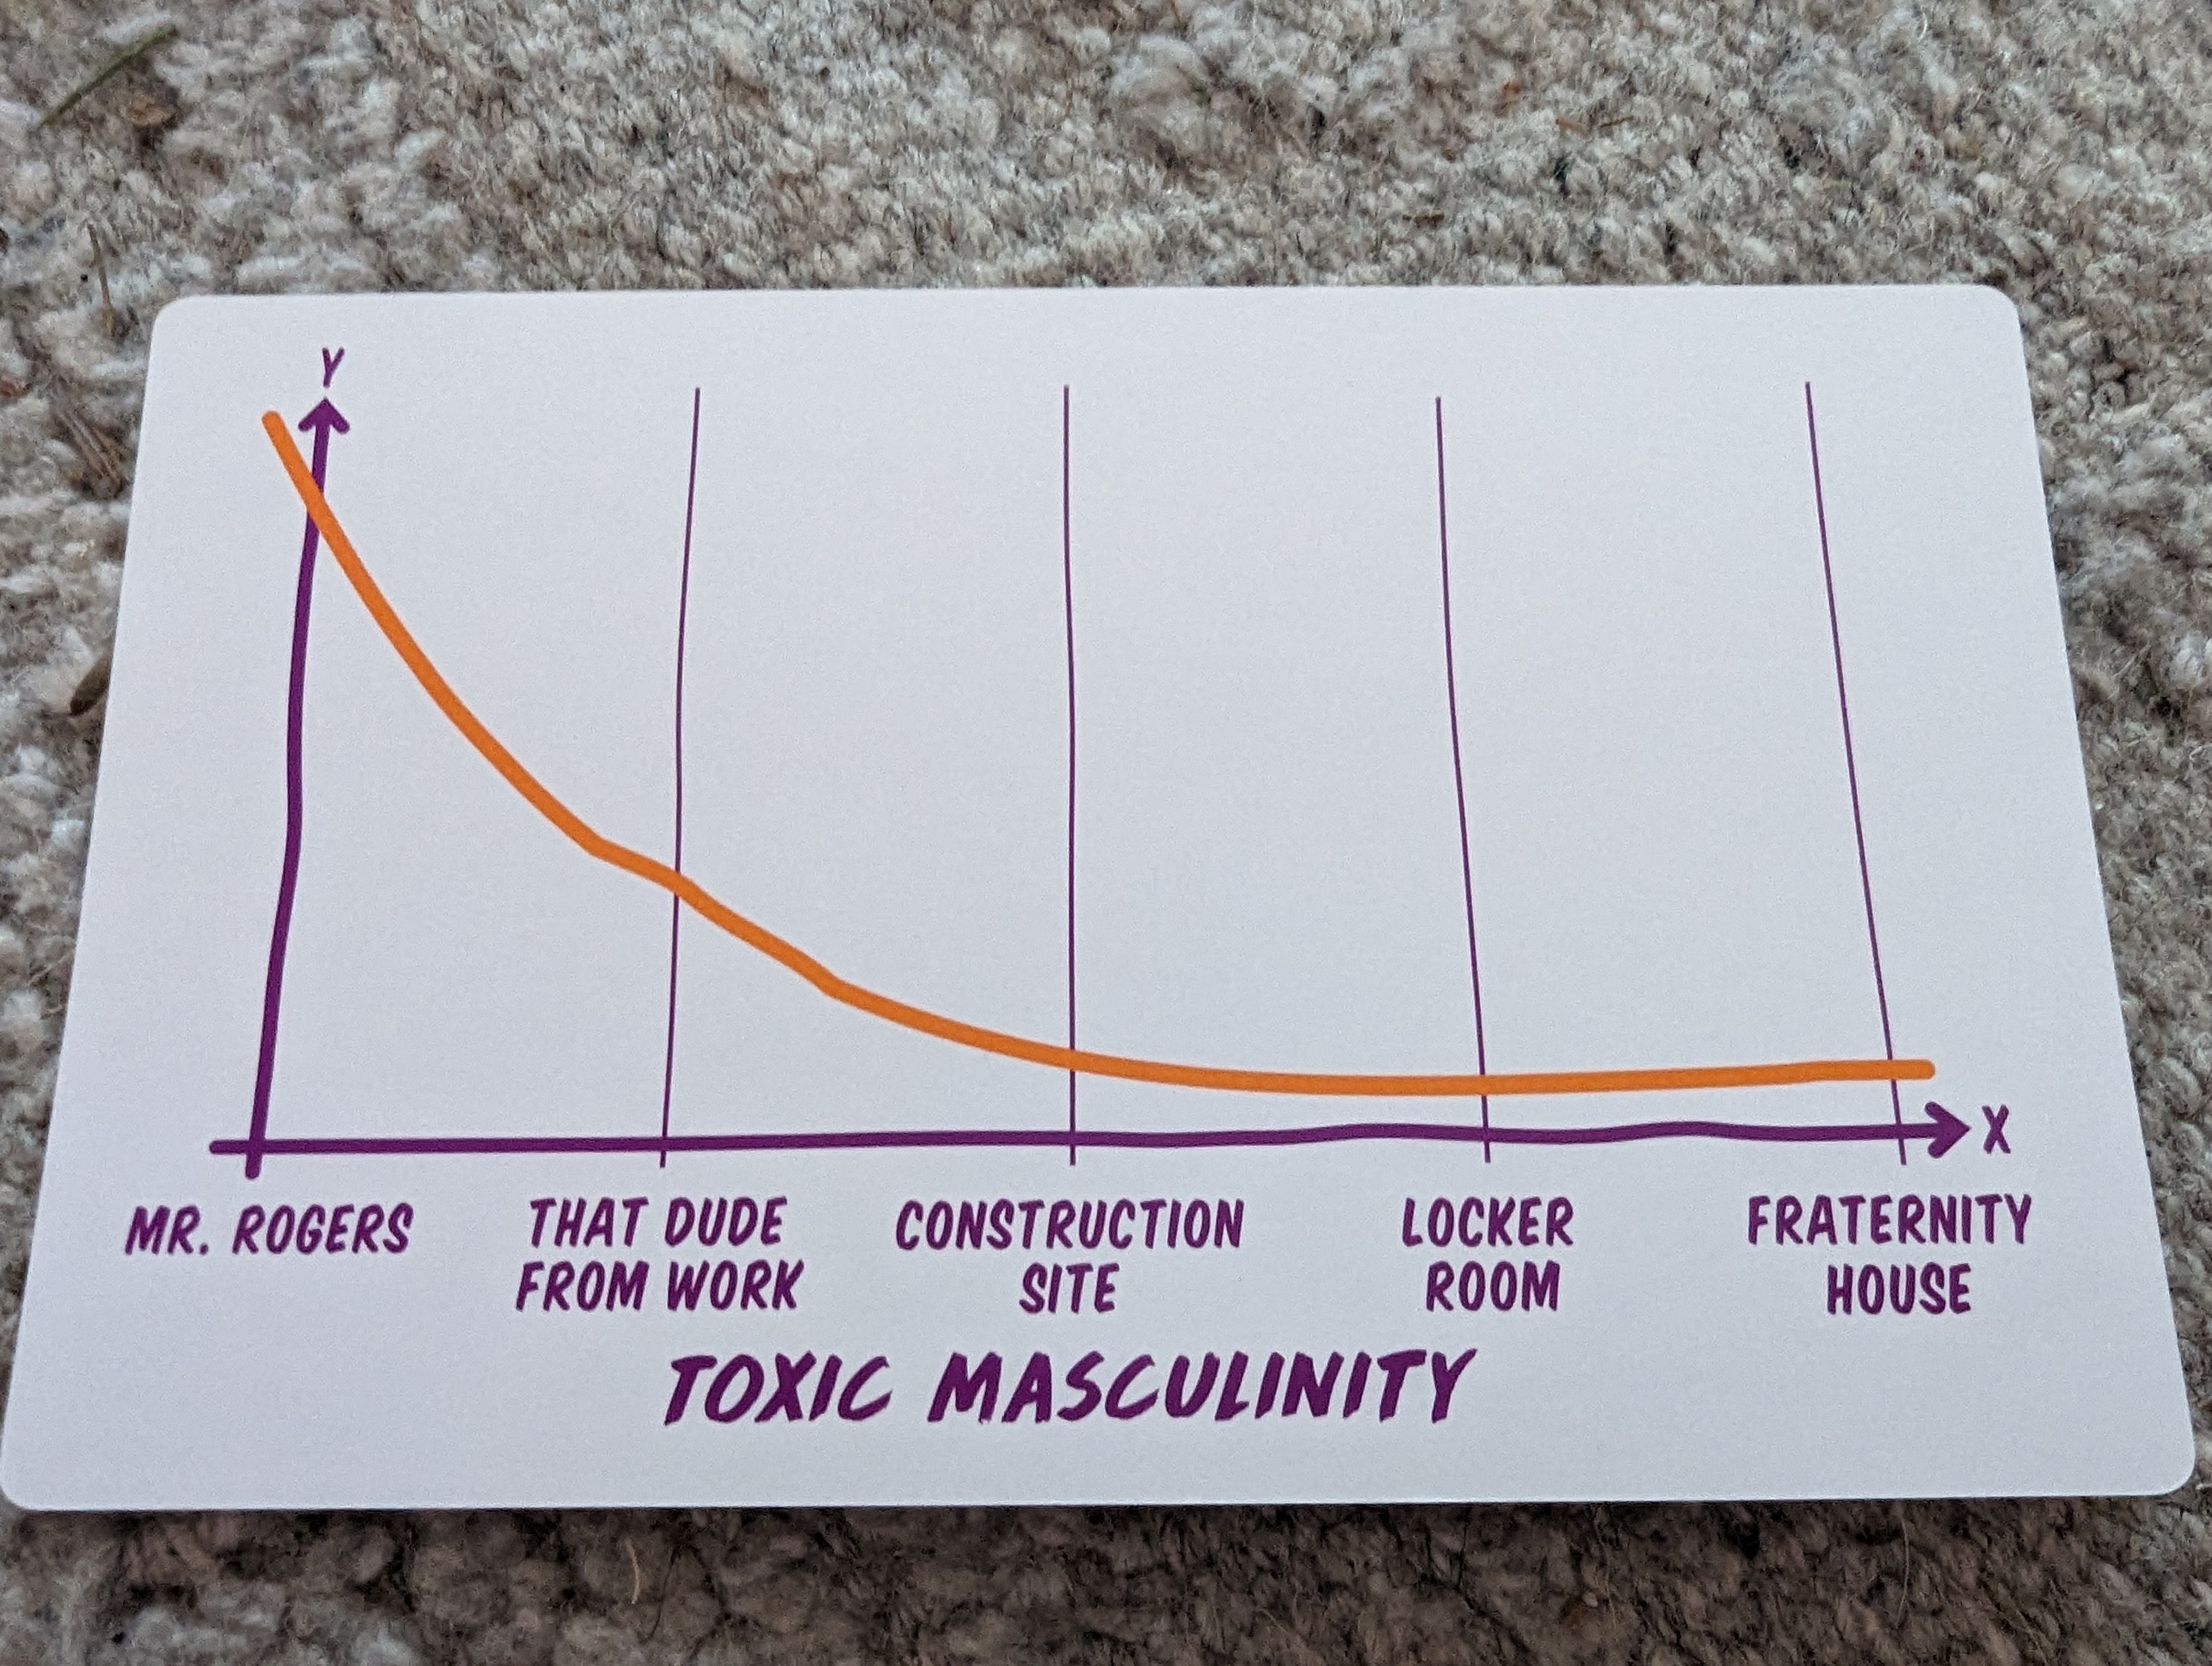 Y
X
MR. ROGERS
THAT DUDE
FROM WORK
CONSTRUCTION
SITE
LOCKER
ROOM
FRATERNITY
HOUSE
TOXIC MASCULINITY